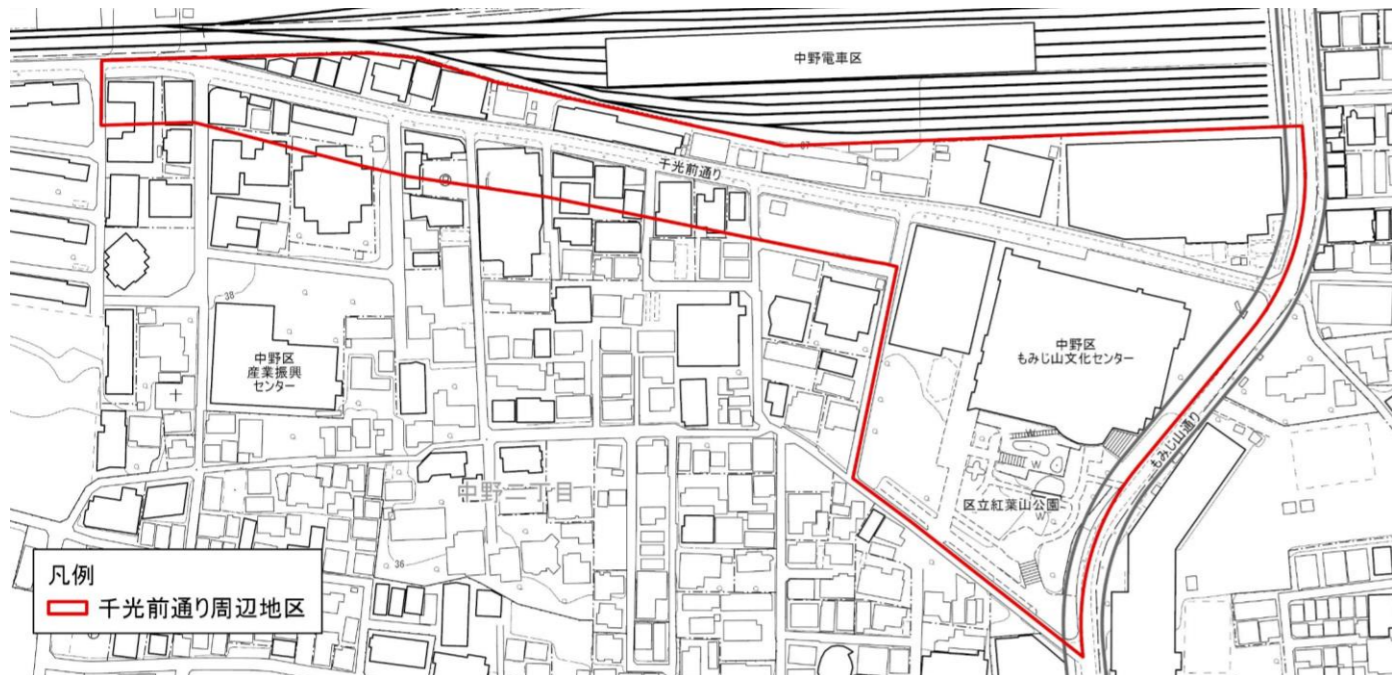 中野電車区
37
千光前通り
38
中野区
産業振興
センター
中野区
もみじ山文化センター
もみじ山通り
W
W
W
区立紅葉山公園
中野二丁目
36
凡例
千光前通り周辺地区